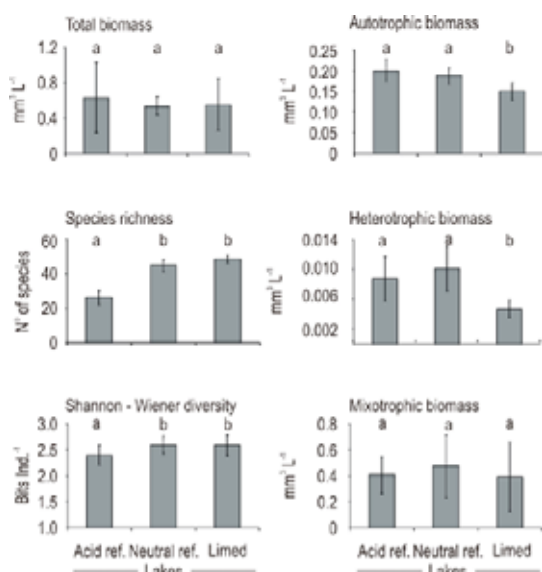 Total biomass
a a a
1.2
0.8
0.4
0
mm³ L⁻¹
Autotrophic biomass
a a b
0.25
0.20
0.15
0.10
0.05
0
mm³ L⁻¹
Species richness
a b b
60
40
20
0
N° of species
Heterotrophic biomass
a a b
0.014
0.010
0.006
0.002
mm³ L⁻¹
Shannon - Wiener diversity
a b b
3.0
2.5
2.0
1.5
1.0
Bits Ind.⁻¹
Acid ref. Neutral ref. Limed
Lakes
Mixotrophic biomass
a a a
0.8
0.6
0.4
0.2
0
mm³ L⁻¹
Acid ref. Neutral ref. Limed
Lakes